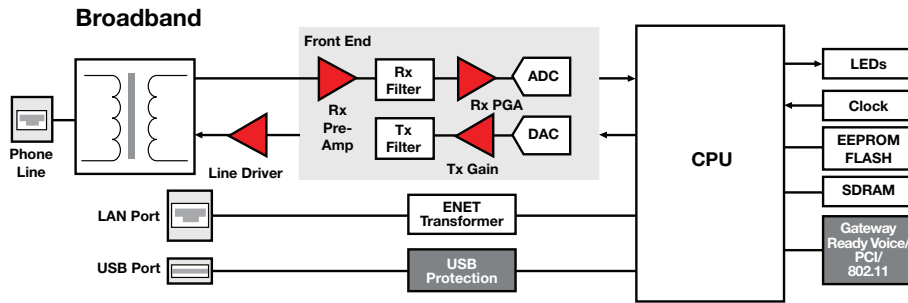 Broadband
Front End
Rx
Filter
ADC
Rx PGA
Rx
Pre-
Amp
Tx
Filter
DAC
Tx Gain
Line Driver
Phone
Line
CPU
LEDs
Clock
EEPROM
FLASH
SDRAM
Gateway
Ready Voice/
PCI/
802.11
LAN Port
ENET
Transformer
USB Port
USB
Protection